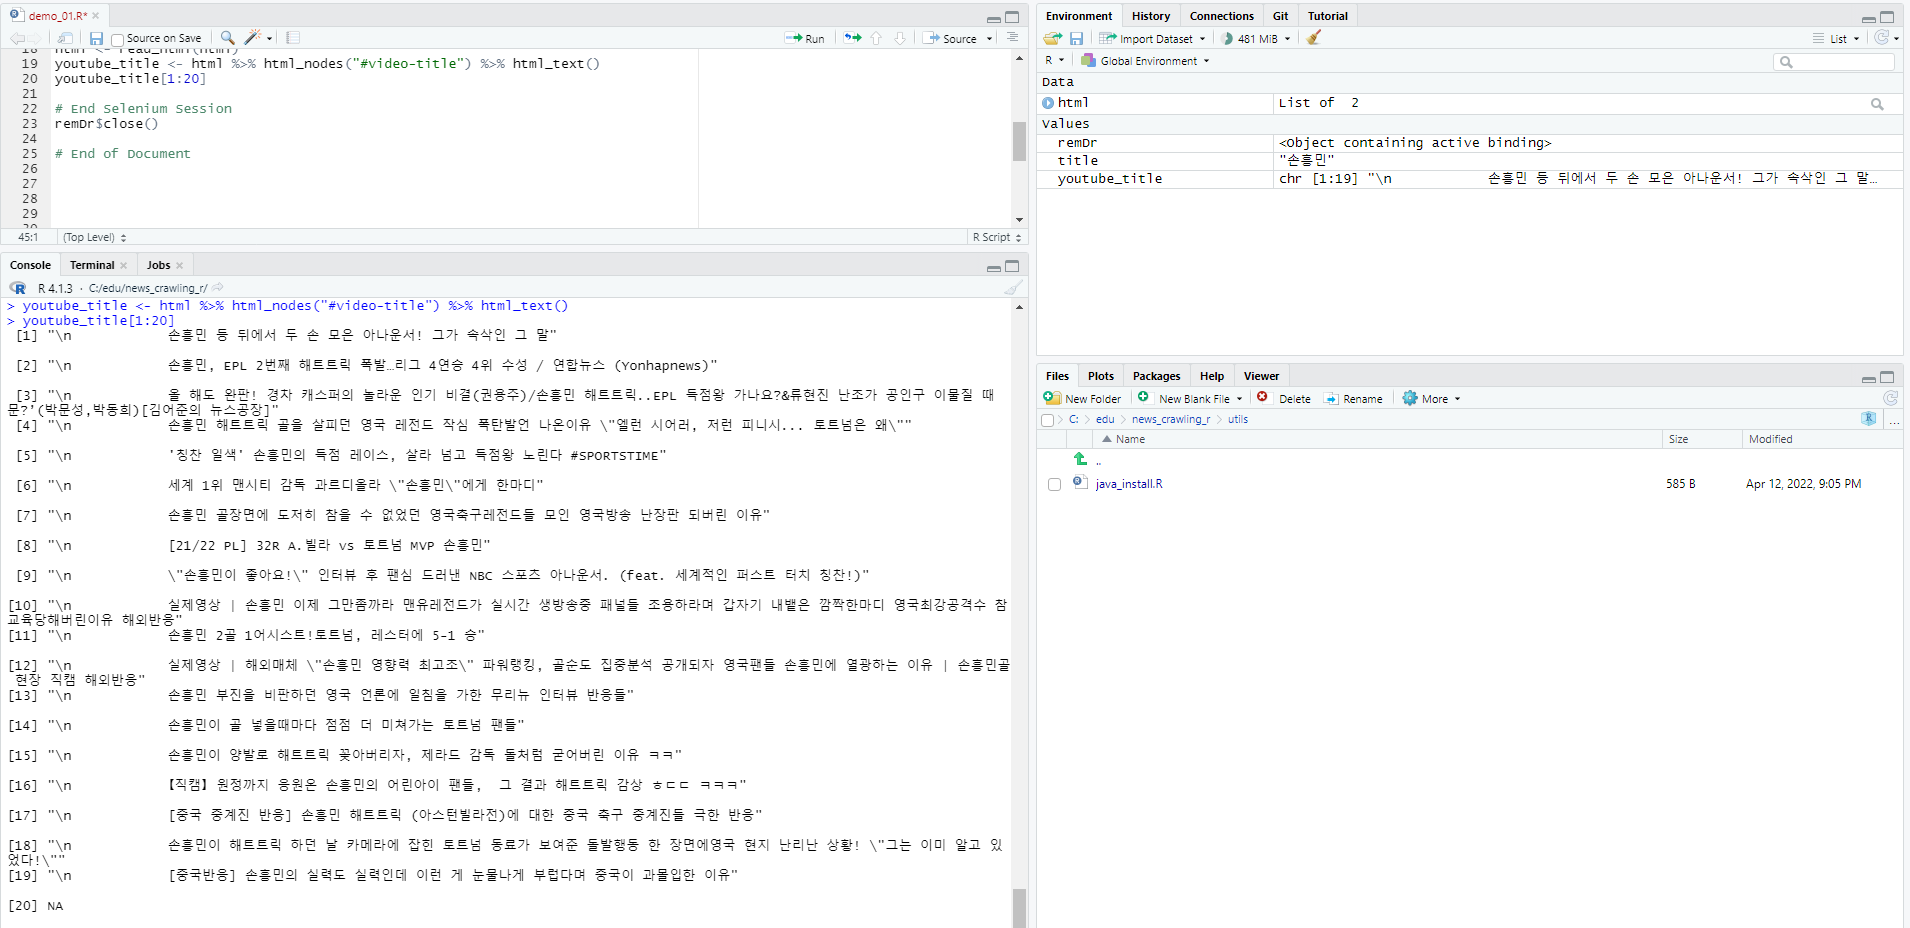 demo_01.R*
Source on Save
Run
Source
18 html <- read_html(html)
19 youtube_title <- html %>% html_nodes("#video-title") %>% html_text()
20 youtube_title[1:20]
21
22 # End Selenium Session
23 remDr$close()
24
25 # End of Document
26
27
28
29
30
45:1 (Top Level) R Script
Console Terminal Jobs
R 4.1.3 · C:/edu/news_crawling_r/
> youtube_title <- html %>% html_nodes("#video-title") %>% html_text()
> youtube_title[1:20]
[1] "\n 손흥민 등 뒤에서 두 손 모은 아나운서! 그가 속삭인 그 말"
[2] "\n 손흥민, EPL 2번째 해트트릭 폭발…리그 4연승 4위 수성 / 연합뉴스 (Yonhapnews)"
[3] "\n 올 해도 완판! 경차 캐스퍼의 놀라운 인기 비결(권용주)/손흥민 해트트릭..EPL 득점왕 가나요?&류현진 난조가 공인구 이물질 때
문?'(박문성,박동희)[김어준의 뉴스공장]"
[4] "\n 손흥민 해트트릭 골을 살피던 영국 레전드 작심 폭탄발언 나온이유 \"엘런 시어러, 저런 피니시... 토트넘은 왜\""
[5] "\n '칭찬 일색' 손흥민의 득점 레이스, 살라 넘고 득점왕 노린다 #SPORTSTIME"
[6] "\n 세계 1위 맨시티 감독 과르디올라 \"손흥민\"에게 한마디"
[7] "\n 손흥민 골장면에 도저히 참을 수 없었던 영국축구레전드들 모인 영국방송 난장판 되버린 이유"
[8] "\n [21/22 PL] 32R A.빌라 vs 토트넘 MVP 손흥민"
[9] "\n \"손흥민이 좋아요!\" 인터뷰 후 팬심 드러낸 NBC 스포츠 아나운서. (feat. 세계적인 퍼스트 터치 칭찬!)"
[10] "\n 실제영상 | 손흥민 이제 그만좀까라 맨유레전드가 실시간 생방송중 패널들 조용하라며 갑자기 내뱉은 깜짝한마디 영국최강공격수 참
교육당해버린이유 해외반응"
[11] "\n 손흥민 2골 1어시스트!토트넘, 레스터에 5-1 승"
[12] "\n 실제영상 | 해외매체 \"손흥민 영향력 최고조\" 파워랭킹, 골순도 집중분석 공개되자 영국팬들 손흥민에 열광하는 이유 | 손흥민골
현장 직캠 해외반응"
[13] "\n 손흥민 부진을 비판하던 영국 언론에 일침을 가한 무리뉴 인터뷰 반응들"
[14] "\n 손흥민이 골 넣을때마다 점점 더 미쳐가는 토트넘 팬들"
[15] "\n 손흥민이 양발로 해트트릭 꽂아버리자, 제라드 감독 돌처럼 굳어버린 이유 ㅋㅋ"
[16] "\n 【직캠】원정까지 응원온 손흥민의 어린아이 팬들, 그 결과 해트트릭 감상 ㅎㄷㄷ ㅋㅋㅋ"
[17] "\n [중국 중계진 반응] 손흥민 해트트릭 (아스턴빌라전)에 대한 중국 축구 중계진들 극한 반응"
[18] "\n 손흥민이 해트트릭 하던 날 카메라에 잡힌 토트넘 동료가 보여준 돌발행동 한 장면에영국 현지 난리난 상황! \"그는 이미 알고 있
었다!\""
[19] "\n [중국반응] 손흥민의 실력도 실력인데 이런 게 눈물나게 부럽다며 중국이 과몰입한 이유"
[20] NA
Environment History Connections Git Tutorial
Import Dataset 481 MiB List
R Global Environment
Data
html List of 2
Values
remDr <Object containing active binding>
title "손흥민"
youtube_title chr [1:19] "\n 손흥민 등 뒤에서 두 손 모은 아나운서! 그가 속삭인 그 말…
Files Plots Packages Help Viewer
New Folder New Blank File Delete Rename More
C: edu news_crawling_r utils ...
Name Size Modified
..
java_install.R 585 B Apr 12, 2022, 9:05 PM